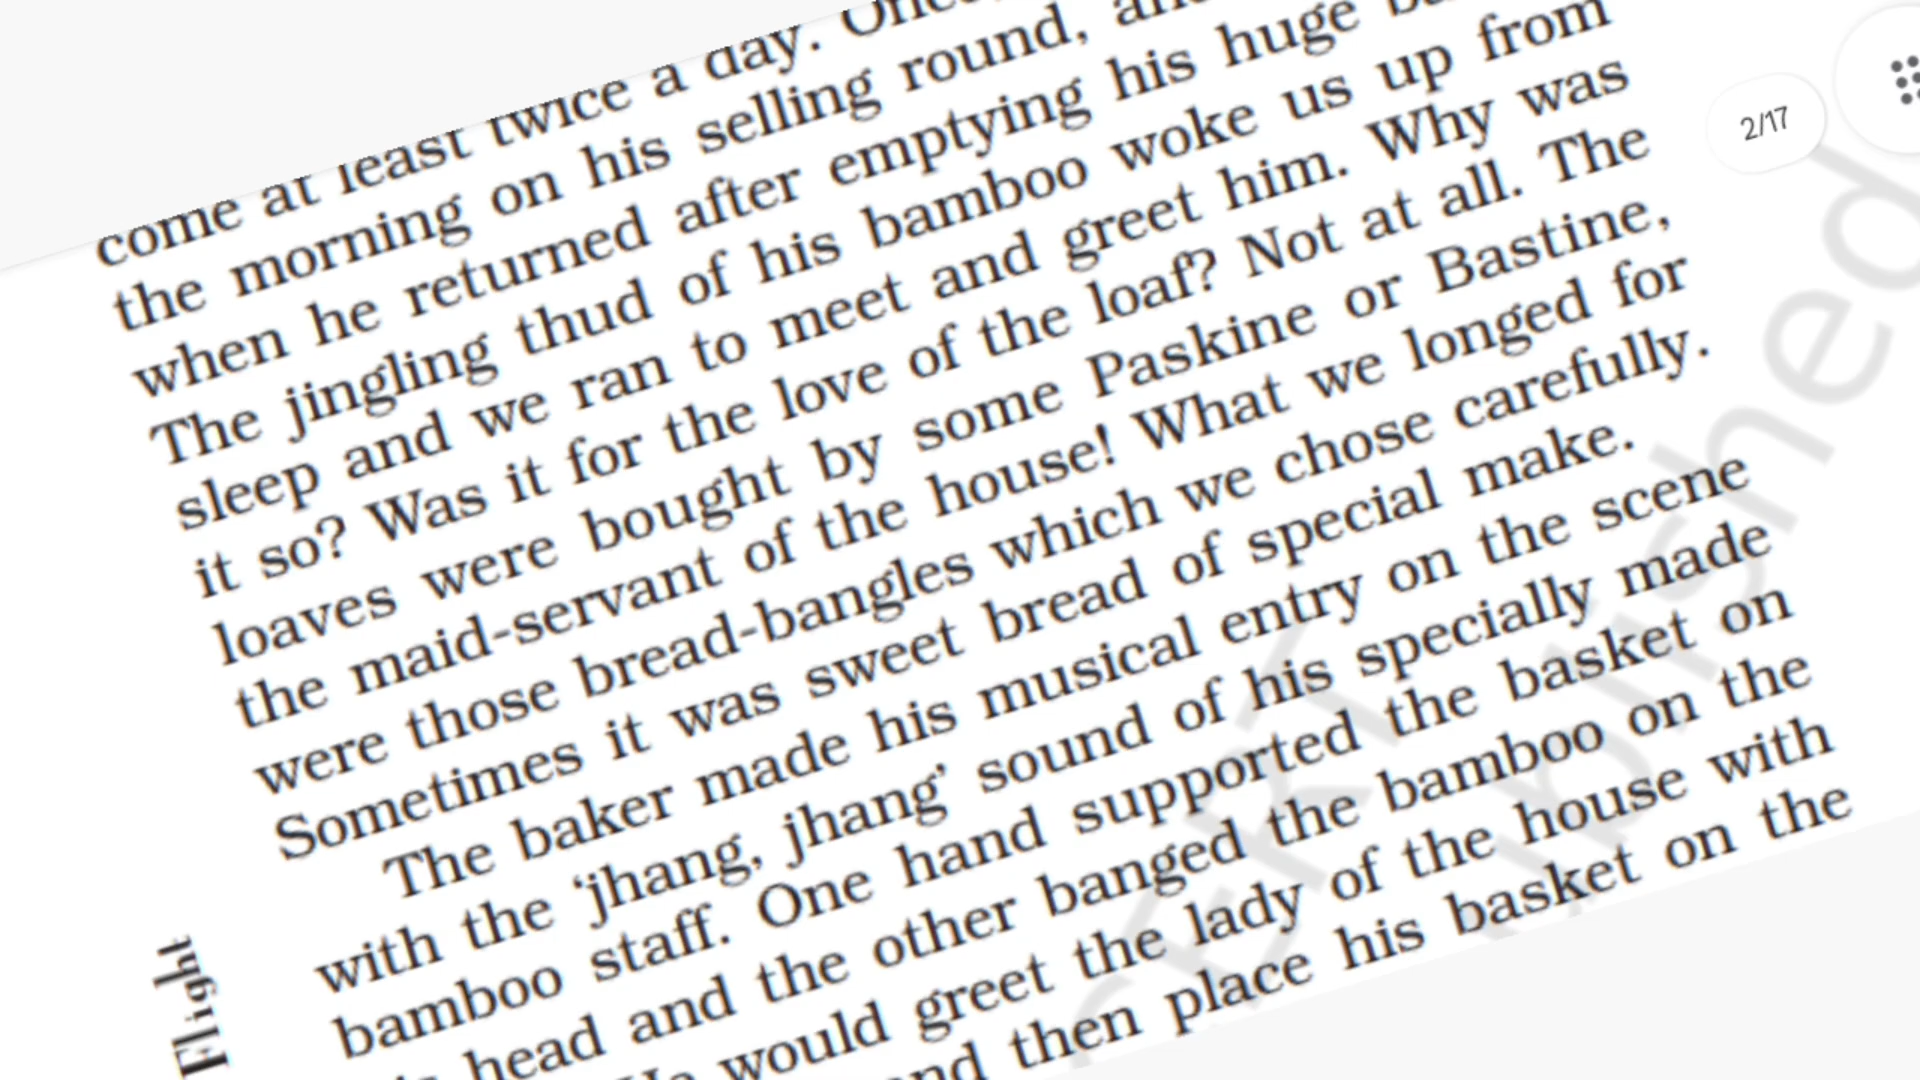 come at least twice a day. Once
the morning on his selling round,
when he returned after emptying his huge
The jingling thud of his bamboo woke us up from
sleep and we ran to meet and greet him. Why was
it so? Was it for the love of the loaf? Not at all. The
loaves were bought by some Paskine or Bastine,
the maid-servant of the house! What we longed for
were those bread-bangles which we chose carefully.
Sometimes it was sweet bread of special make.
The baker made his musical entry on the scene
with the ‘jhang, jhang’ sound of his specially made
bamboo staff. One hand supported the basket on
head and the other banged the bamboo on the
He would greet the lady of the house with
and then place his basket on the
Flight
2/17